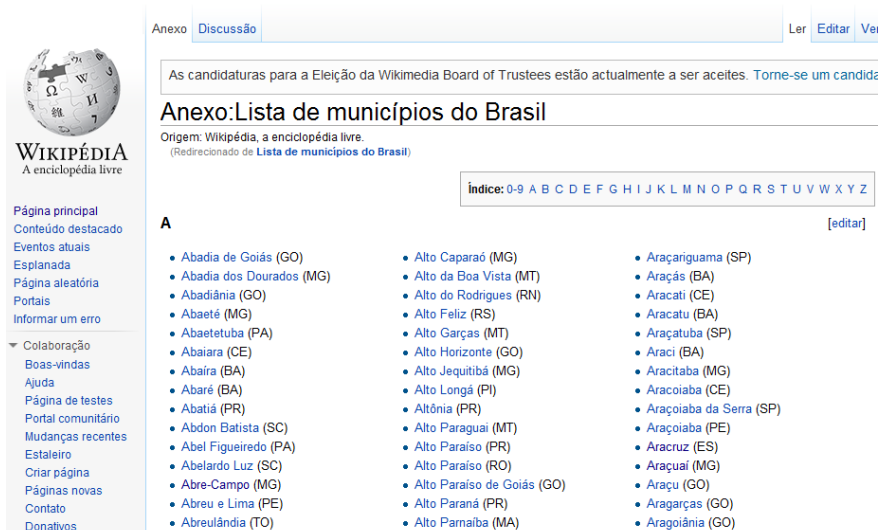 Anexo Discussão Ler Editar Ver
As candidaturas para a Eleição da Wikimedia Board of Trustees estão actualmente a ser aceites. Torne-se um candida
Anexo:Lista de municípios do Brasil
Origem: Wikipédia, a enciclopédia livre.
(Redirecionado de Lista de municípios do Brasil)
Índice: 0-9 A B C D E F G H I J K L M N O P Q R S T U V W X Y Z
A [editar]
Abadia de Goiás (GO)
Abadia dos Dourados (MG)
Abadiânia (GO)
Abaeté (MG)
Abaetetuba (PA)
Abaiara (CE)
Abaíra (BA)
Abaré (BA)
Abatiá (PR)
Abdon Batista (SC)
Abel Figueiredo (PA)
Abelardo Luz (SC)
Abre-Campo (MG)
Abreu e Lima (PE)
Abreulândia (TO)
Alto Caparaó (MG)
Alto da Boa Vista (MT)
Alto do Rodrigues (RN)
Alto Feliz (RS)
Alto Garças (MT)
Alto Horizonte (GO)
Alto Jequitibá (MG)
Alto Longá (PI)
Altônia (PR)
Alto Paraguai (MT)
Alto Paraíso (PR)
Alto Paraíso (RO)
Alto Paraíso de Goiás (GO)
Alto Paraná (PR)
Alto Parnaíba (MA)
Araçariguama (SP)
Araçás (BA)
Aracati (CE)
Aracatu (BA)
Araçatuba (SP)
Araci (BA)
Aracitaba (MG)
Aracoiaba (CE)
Araçoiaba da Serra (SP)
Araçoiaba (PE)
Aracruz (ES)
Araçuaí (MG)
Araçu (GO)
Aragarças (GO)
Aragoiânia (GO)
W
Ω
И
維
7
WIKIPÉDIA
A enciclopédia livre
Página principal
Conteúdo destacado
Eventos atuais
Esplanada
Página aleatória
Portais
Informar um erro
Colaboração
Boas-vindas
Ajuda
Página de testes
Portal comunitário
Mudanças recentes
Estaleiro
Criar página
Páginas novas
Contato
Donativos